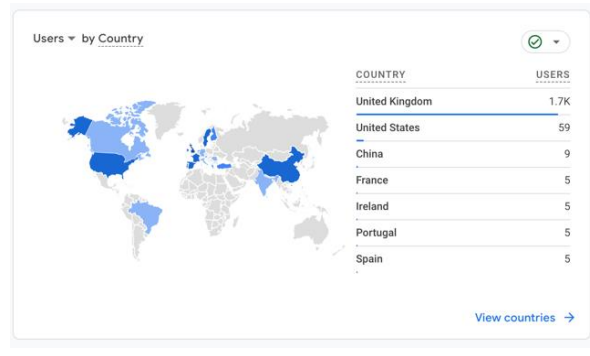 Users by Country
COUNTRY USERS
United Kingdom 1.7K
United States 59
China 9
France 5
Ireland 5
Portugal 5
Spain 5
View countries